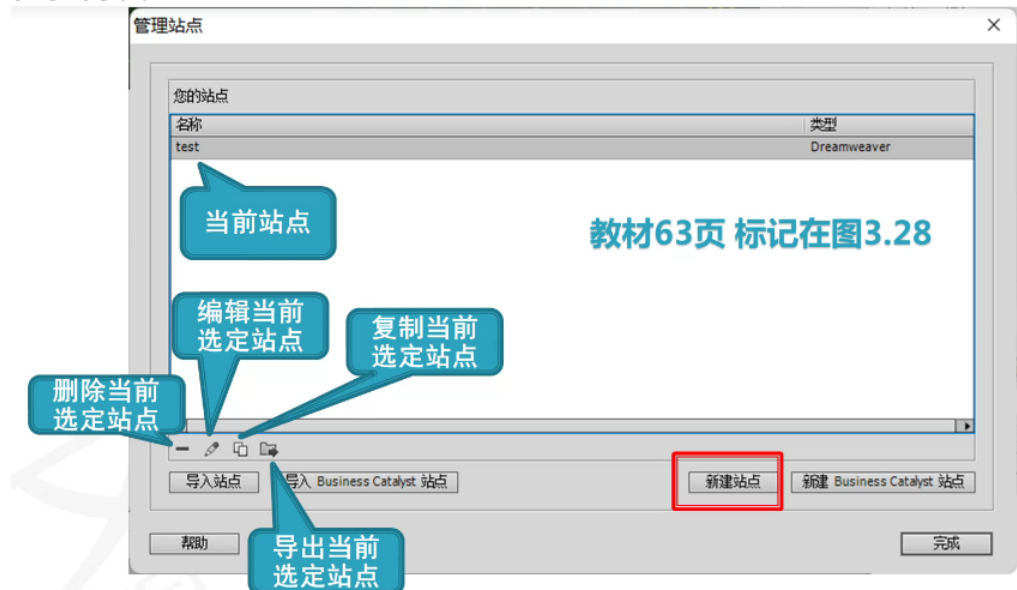 管理站点
您的站点
名称 类型
test Dreamweaver
当前站点
教材63页 标记在图3.28
编辑当前
选定站点
复制当前
选定站点
删除当前
选定站点
导入站点 导入 Business Catalyst 站点 新建站点 新建 Business Catalyst 站点
帮助 完成
导出当前
选定站点